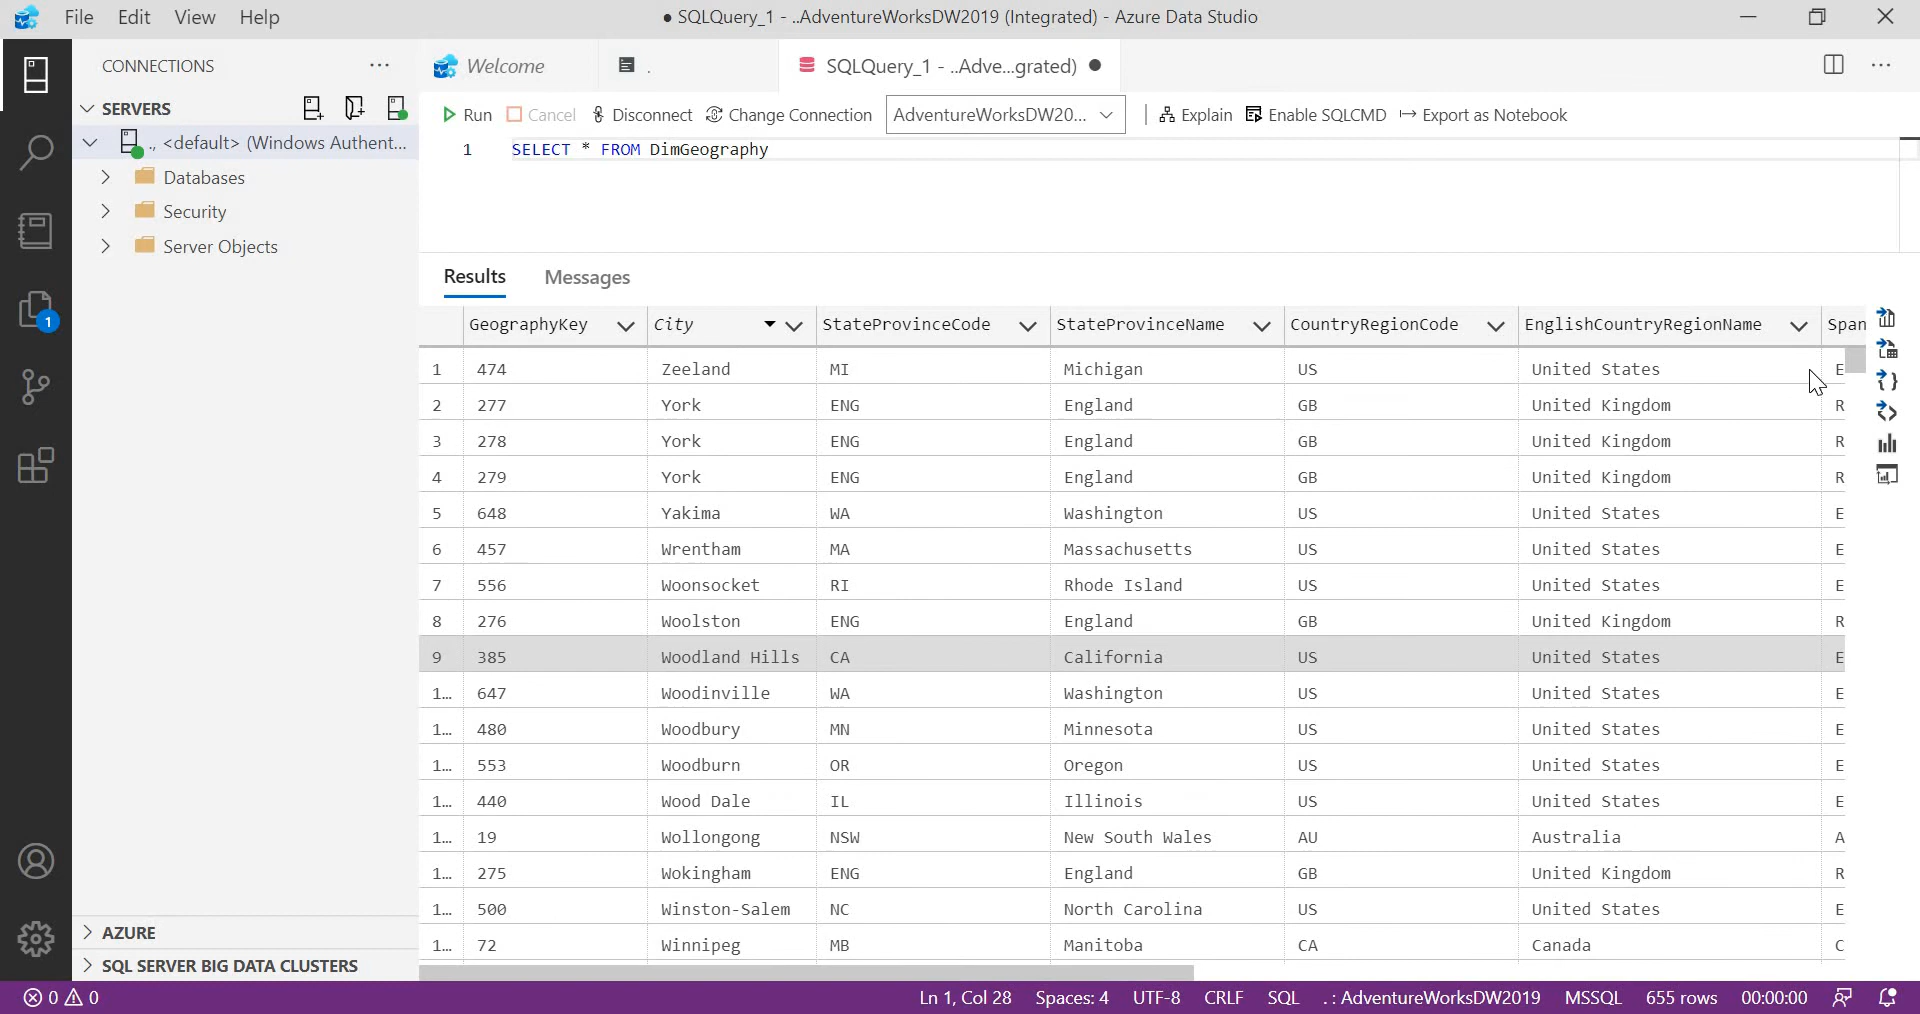 File Edit View Help
● SQLQuery_1 - ..AdventureWorksDW2019 (Integrated) - Azure Data Studio
CONNECTIONS
SERVERS
., <default> (Windows Authent...
Databases
Security
Server Objects
AZURE
SQL SERVER BIG DATA CLUSTERS
Welcome
.
SQLQuery_1 - ..Adve...grated) ●
Run Cancel Disconnect Change Connection AdventureWorksDW20... Explain Enable SQLCMD Export as Notebook
1 SELECT * FROM DimGeography
Results Messages
GeographyKey City StateProvinceCode StateProvinceName CountryRegionCode EnglishCountryRegionName Span
1 474 Zeeland MI Michigan US United States E
2 277 York ENG England GB United Kingdom R
3 278 York ENG England GB United Kingdom R
4 279 York ENG England GB United Kingdom R
5 648 Yakima WA Washington US United States E
6 457 Wrentham MA Massachusetts US United States E
7 556 Woonsocket RI Rhode Island US United States E
8 276 Woolston ENG England GB United Kingdom R
9 385 Woodland Hills CA California US United States E
1... 647 Woodinville WA Washington US United States E
1... 480 Woodbury MN Minnesota US United States E
1... 553 Woodburn OR Oregon US United States E
1... 440 Wood Dale IL Illinois US United States E
1... 19 Wollongong NSW New South Wales AU Australia A
1... 275 Wokingham ENG England GB United Kingdom R
1... 500 Winston-Salem NC North Carolina US United States E
1... 72 Winnipeg MB Manitoba CA Canada C
1
0 0
Ln 1, Col 28 Spaces: 4 UTF-8 CRLF SQL . : AdventureWorksDW2019 MSSQL 655 rows 00:00:00